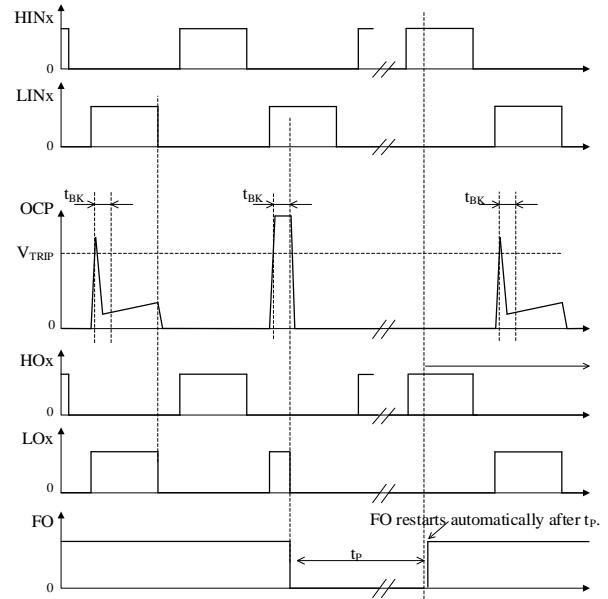 HINx
0
LINx
0
tBK
tBK
tBK
OCP
VTRIP
0
HOx
0
LOx
0
FO
FO restarts automatically after tP.
tP
0